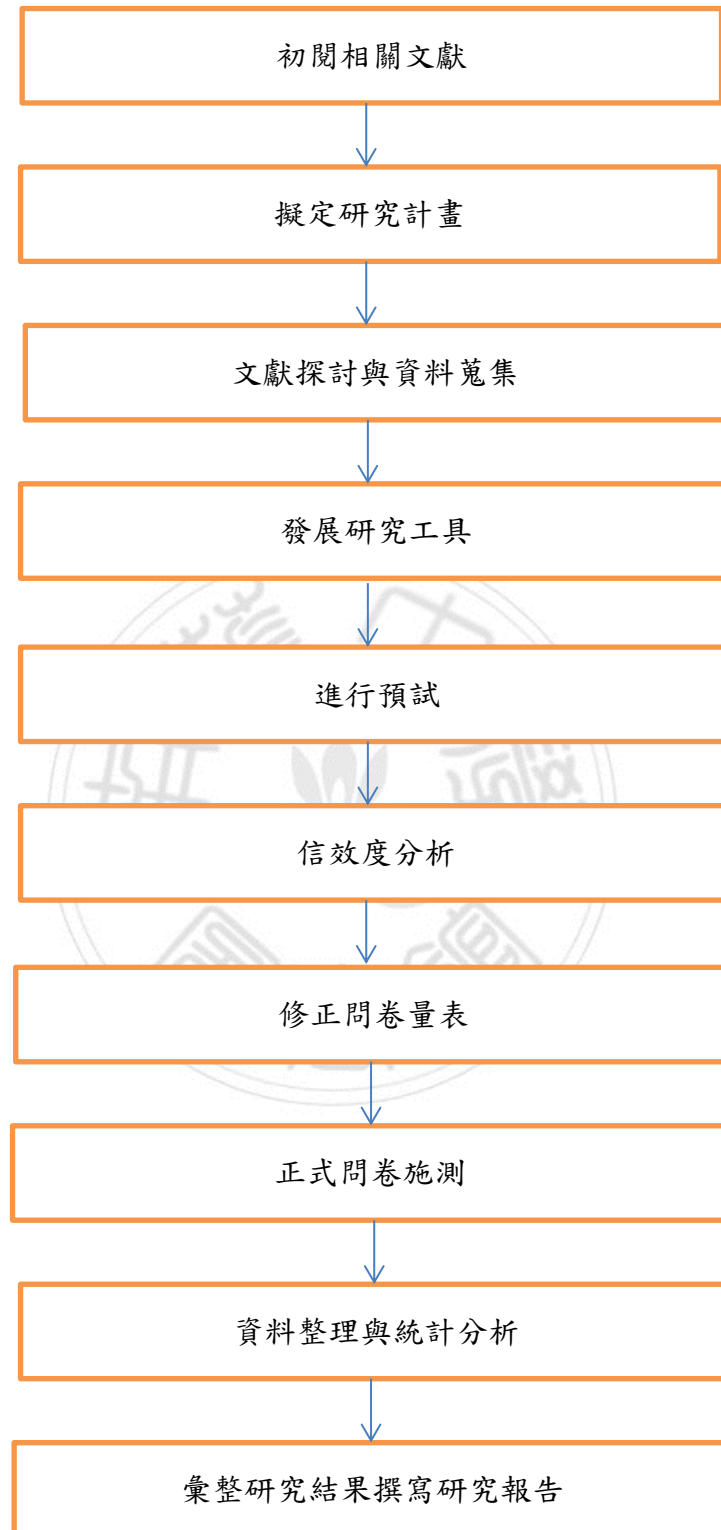 初閱相關文獻
擬定研究計畫
文獻探討與資料蒐集
發展研究工具
進行預試
信效度分析
修正問卷量表
正式問卷施測
資料整理與統計分析
彙整研究結果撰寫研究報告